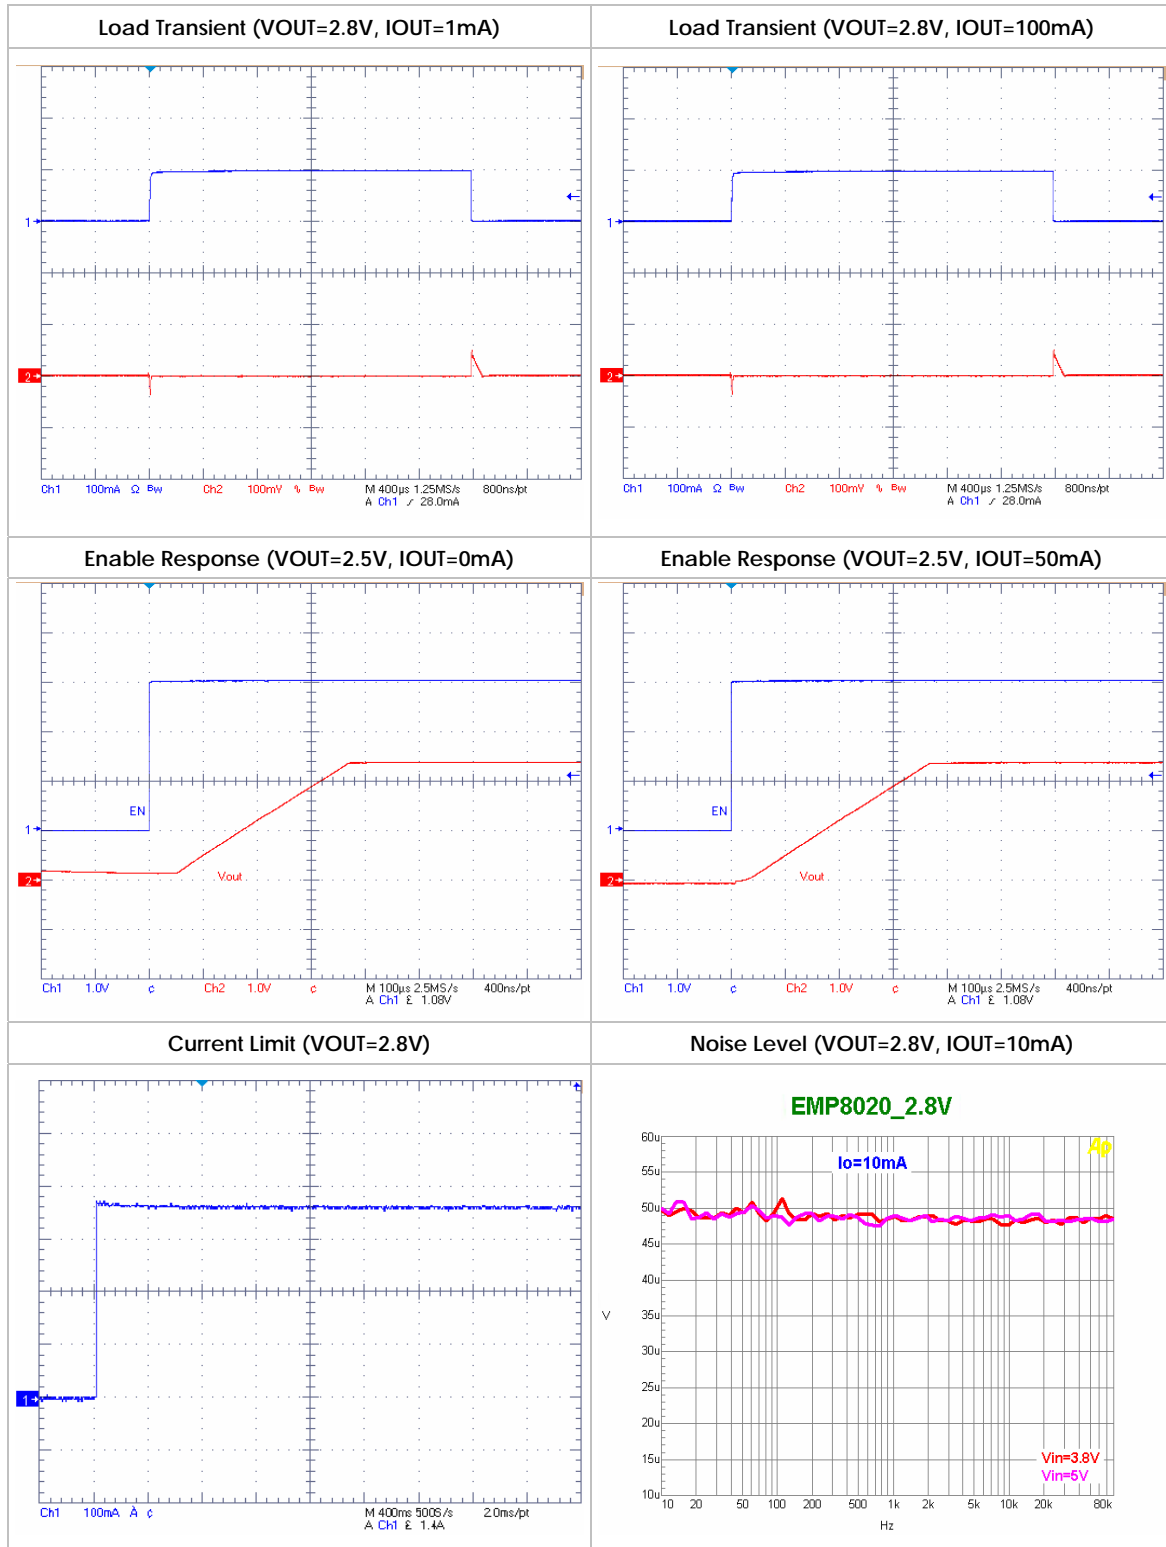 Load Transient (VOUT=2.8V, IOUT=1mA)
Load Transient (VOUT=2.8V, IOUT=100mA)
1
2
Ch1 100mA Ω Bw Ch2 100mV % Bw M 400µs 1.25MS/s 800ns/pt
A Ch1 ⁄ 28.0mA
1
2
Ch1 100mA Ω Bw Ch2 100mV % Bw M 400µs 1.25MS/s 800ns/pt
A Ch1 ⁄ 28.0mA
Enable Response (VOUT=2.5V, IOUT=0mA)
Enable Response (VOUT=2.5V, IOUT=50mA)
EN
1
2
Vout
Ch1 1.0V ¢ Ch2 1.0V ¢ M 100µs 2.5MS/s 400ns/pt
A Ch1 £ 1.08V
EN
1
2
Vout
Ch1 1.0V ¢ Ch2 1.0V ¢ M 100µs 2.5MS/s 400ns/pt
A Ch1 £ 1.08V
Current Limit (VOUT=2.8V)
Noise Level (VOUT=2.8V, IOUT=10mA)
1
Ch1 100mA À ¢ M 400ms 500S/s 2.0ms/pt
A Ch1 £ 1.4A
EMP8020_2.8V
Ap
Io=10mA
60u
55u
50u
45u
40u
35u
30u
25u
20u
15u
10u
V
Vin=3.8V
Vin=5V
10 20 50 100 200 500 1k 2k 5k 10k 20k 80k
Hz